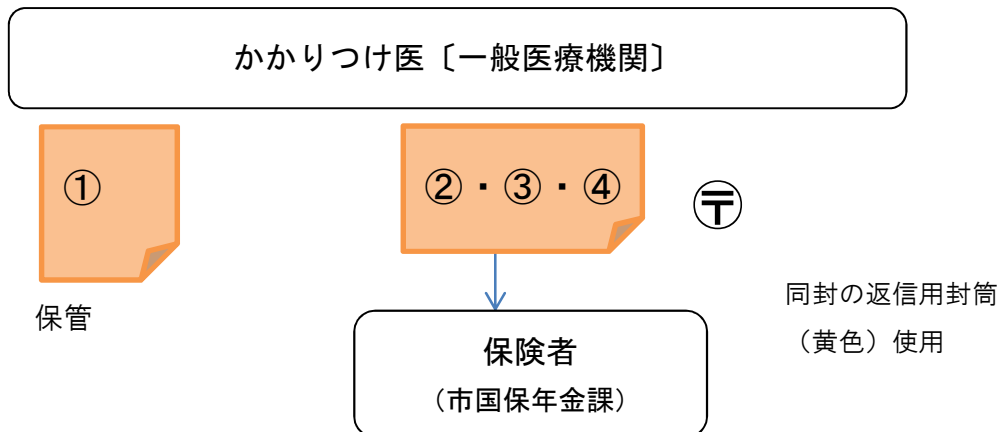 かかりつけ医〔一般医療機関〕
①
②・③・④
〒
保管
同封の返信用封筒
（黄色）使用
保険者
（市国保年金課）